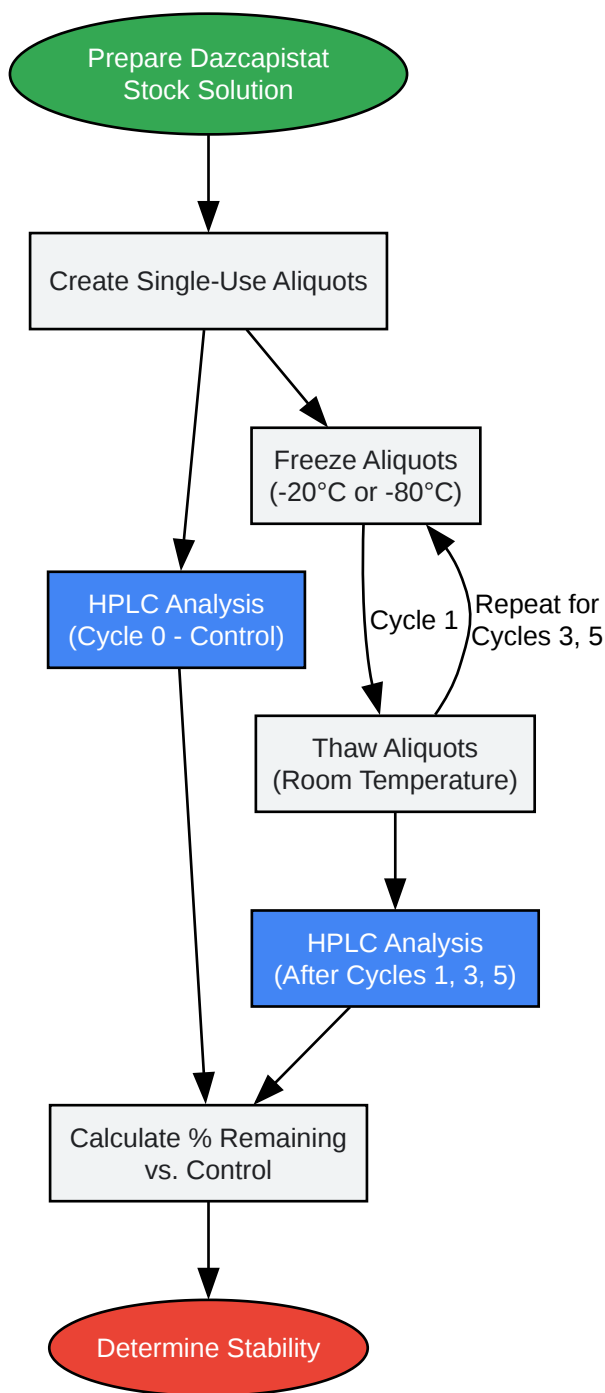 Prepare Dazcapistat
Stock Solution
Create Single-Use Aliquots
Freeze Aliquots
(-20°C or -80°C)
HPLC Analysis
(Cycle 0 - Control)
Cycle 1
Repeat for
Cycles 3, 5
Thaw Aliquots
(Room Temperature)
HPLC Analysis
(After Cycles 1, 3, 5)
Calculate % Remaining
vs. Control
Determine Stability